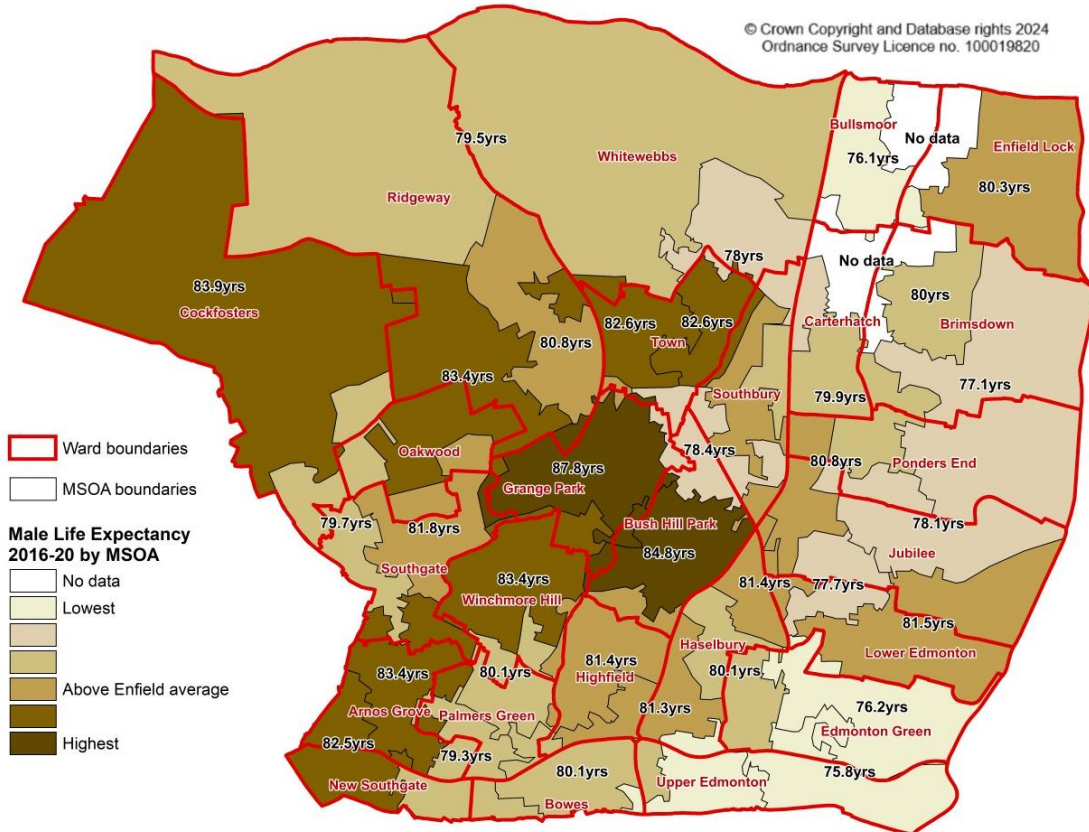 © Crown Copyright and Database rights 2024
Ordnance Survey Licence no. 100019820
Bullsmoor
No data
79.5yrs
Enfield Lock
Whitewebbs
76.1yrs
80.3yrs
Ridgeway
78yrs
No data
83.9yrs
Cockfosters
80yrs
82.6yrs
82.6yrs
Carterhatch
Brimsdown
80.8yrs
Town
83.4yrs
77.1yrs
Southbury
79.9yrs
Ward boundaries
Oakwood
78.4yrs
80.8yrs
Ponders End
87.8yrs
MSOA boundaries
Grange Park
79.7yrs
81.8yrs
Bush Hill Park
78.1yrs
Male Life Expectancy
2016-20 by MSOA
84.8yrs
Jubilee
Southgate
83.4yrs
81.4yrs
77.7yrs
No data
Winchmore Hill
Lowest
81.5yrs
Haselbury
Lower Edmonton
81.4yrs
80.1yrs
80.1yrs
83.4yrs
Highfield
Above Enfield average
Arnos Grove
Palmers Green
81.3yrs
76.2yrs
Edmonton Green
Highest
82.5yrs
79.3yrs
80.1yrs
75.8yrs
New Southgate
Upper Edmonton
Bowes